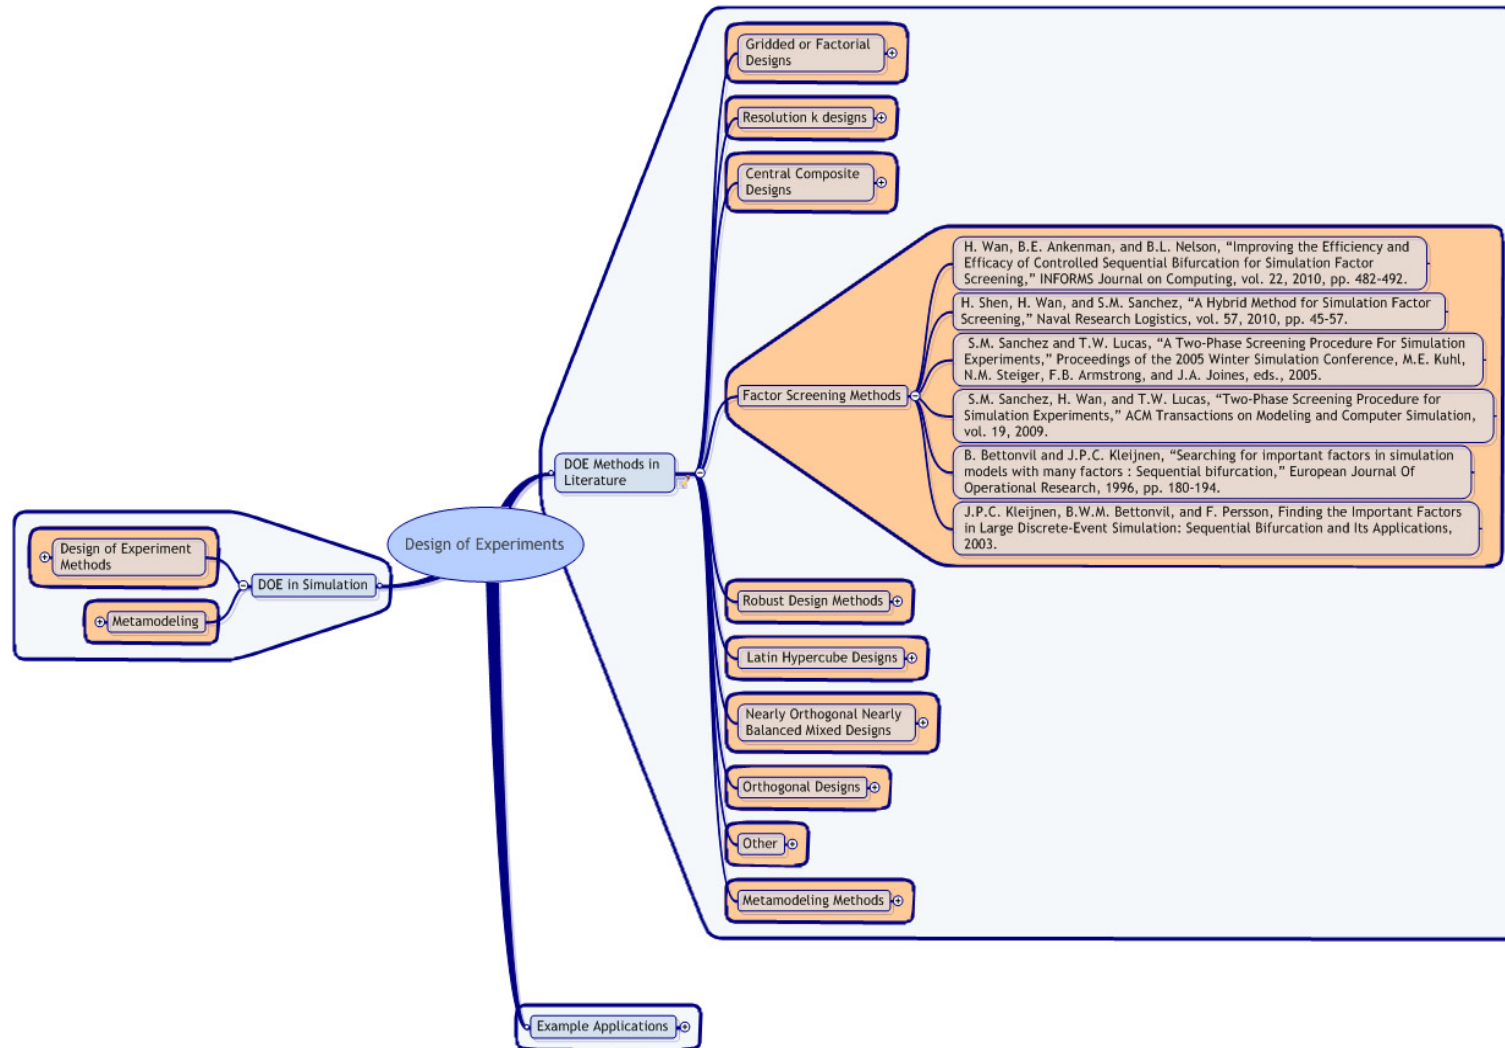 Gridded or Factorial
Designs
Resolution k designs
Central Composite
Designs
H. Wan, B.E. Ankenman, and B.L. Nelson, “Improving the Efficiency and
Efficacy of Controlled Sequential Bifurcation for Simulation Factor
Screening,” INFORMS Journal on Computing, vol. 22, 2010, pp. 482-492.
H. Shen, H. Wan, and S.M. Sanchez, “A Hybrid Method for Simulation Factor
Screening,” Naval Research Logistics, vol. 57, 2010, pp. 45-57.
S.M. Sanchez and T.W. Lucas, “A Two-Phase Screening Procedure For Simulation
Experiments,” Proceedings of the 2005 Winter Simulation Conference, M.E. Kuhl,
N.M. Steiger, F.B. Armstrong, and J.A. Joines, eds., 2005.
Factor Screening Methods
S.M. Sanchez, H. Wan, and T.W. Lucas, “Two-Phase Screening Procedure for
Simulation Experiments,” ACM Transactions on Modeling and Computer Simulation,
vol. 19, 2009.
B. Bettonvil and J.P.C. Kleijnen, “Searching for important factors in simulation
models with many factors : Sequential bifurcation,” European Journal Of
Operational Research, 1996, pp. 180-194.
J.P.C. Kleijnen, B.W.M. Bettonvil, and F. Persson, Finding the Important Factors
in Large Discrete-Event Simulation: Sequential Bifurcation and Its Applications,
2003.
DOE Methods in
Literature
Design of Experiments
Design of Experiment
Methods
DOE in Simulation
Metamodeling
Robust Design Methods
Latin Hypercube Designs
Nearly Orthogonal Nearly
Balanced Mixed Designs
Orthogonal Designs
Other
Metamodeling Methods
Example Applications